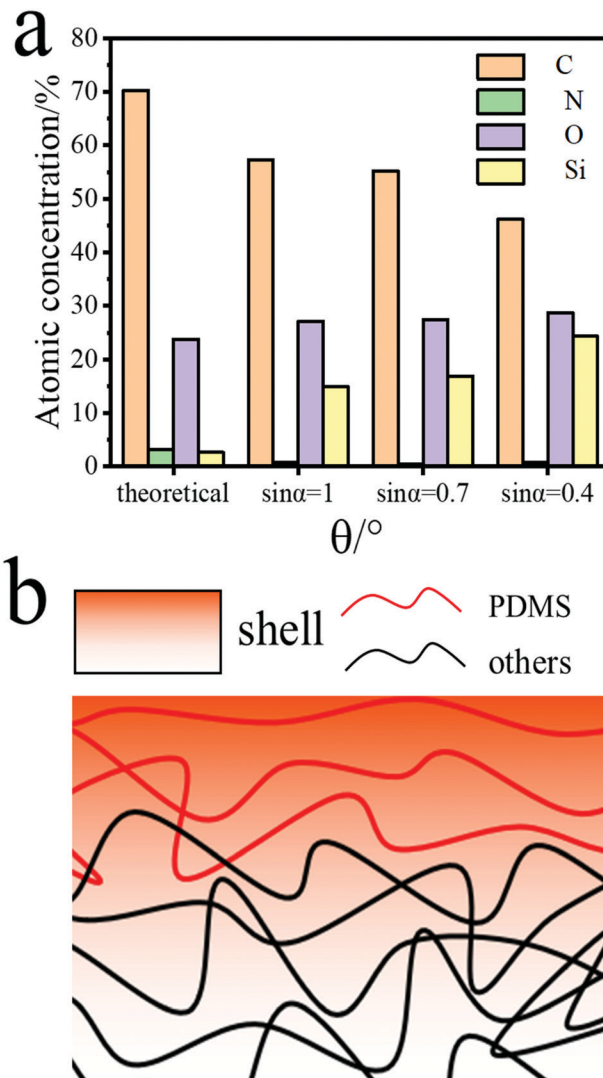 a
Atomic concentration/%
80
70
60
50
40
30
20
10
0
C
N
O
Si
theoretical
sinα=1
sinα=0.7
sinα=0.4
θ/°
b
shell
PDMS
others